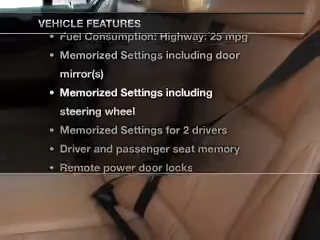 VEHICLE FEATURES
• Fuel Consumption: Highway: 25 mpg
• Memorized Settings including door
mirror(s)
• Memorized Settings including
steering wheel
• Memorized Settings for 2 drivers
• Driver and passenger seat memory
• Remote power door locks